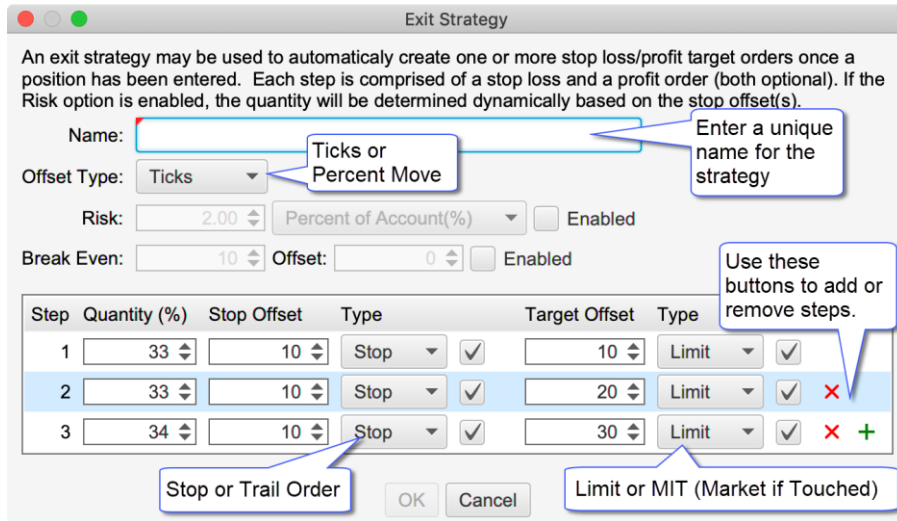 Exit Strategy
An exit strategy may be used to automaticaly create one or more stop loss/profit target orders once a
position has been entered. Each step is comprised of a stop loss and a profit order (both optional). If the
Risk option is enabled, the quantity will be determined dynamically based on the stop offset(s).
Name:
Enter a unique
name for the
strategy
Ticks or
Percent Move
Offset Type: Ticks
Risk: 2.00 Percent of Account(%) Enabled
Break Even: 10 Offset: 0 Enabled
Use these
buttons to add or
remove steps.
Step Quantity (%) Stop Offset Type Target Offset Type
1 33 10 Stop 10 Limit
2 33 10 Stop 20 Limit
3 34 10 Stop 30 Limit
Stop or Trail Order
Limit or MIT (Market if Touched)
OK Cancel